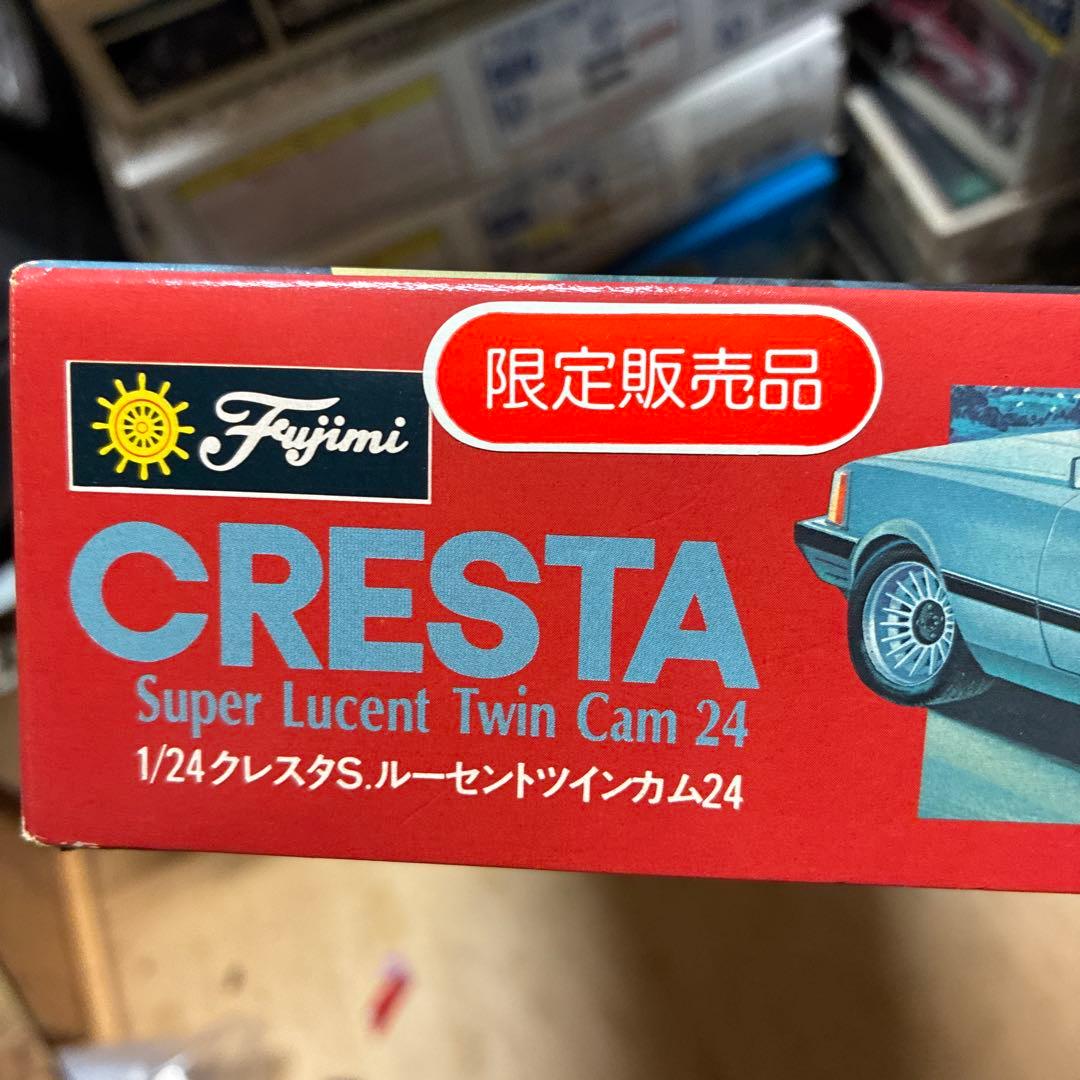 限定販売品
Fujimi
CRESTA
Super Lucent Twin Cam 24
1/24クレスタS.ルーセントツインカム24